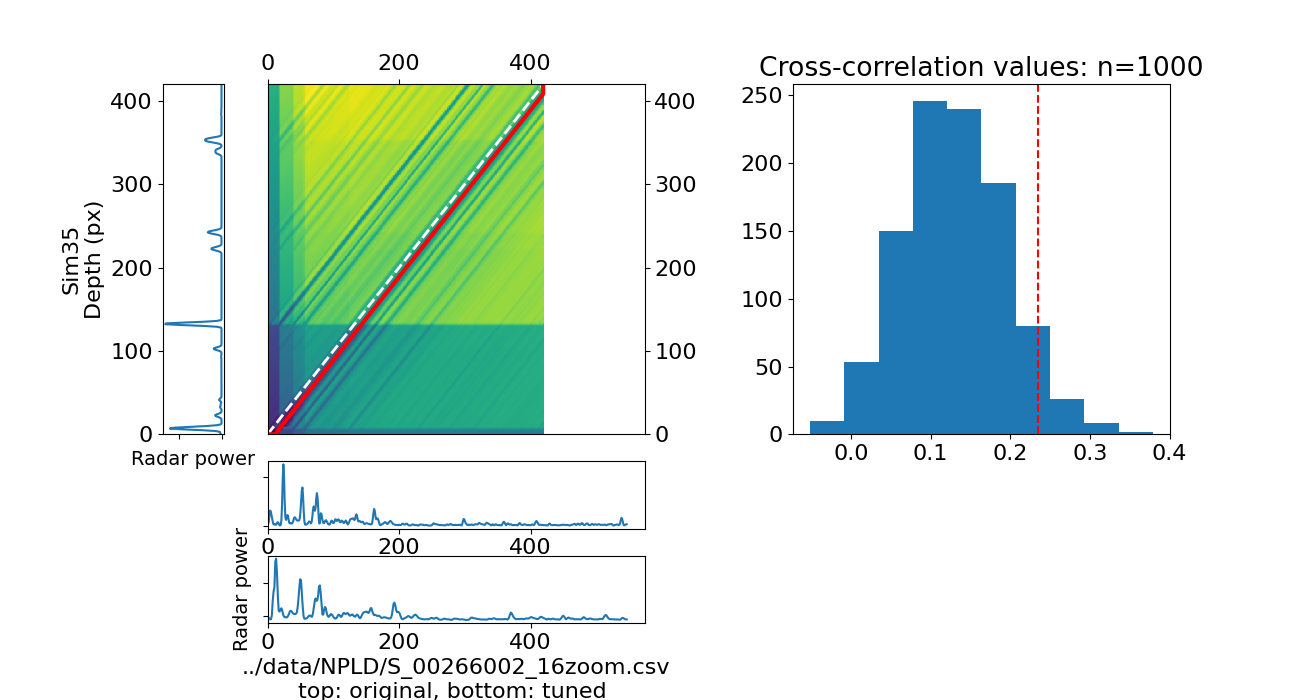 0 200 400
Cross-correlation values: n=1000
400
300
200
100
0
Sim35
Depth (px)
Radar power
400
300
200
100
0
250
200
150
100
50
0
0.0 0.1 0.2 0.3 0.4
0 200 400
Radar power
0 200 400
../data/NPLD/S_00266002_16zoom.csv
top: original, bottom: tuned